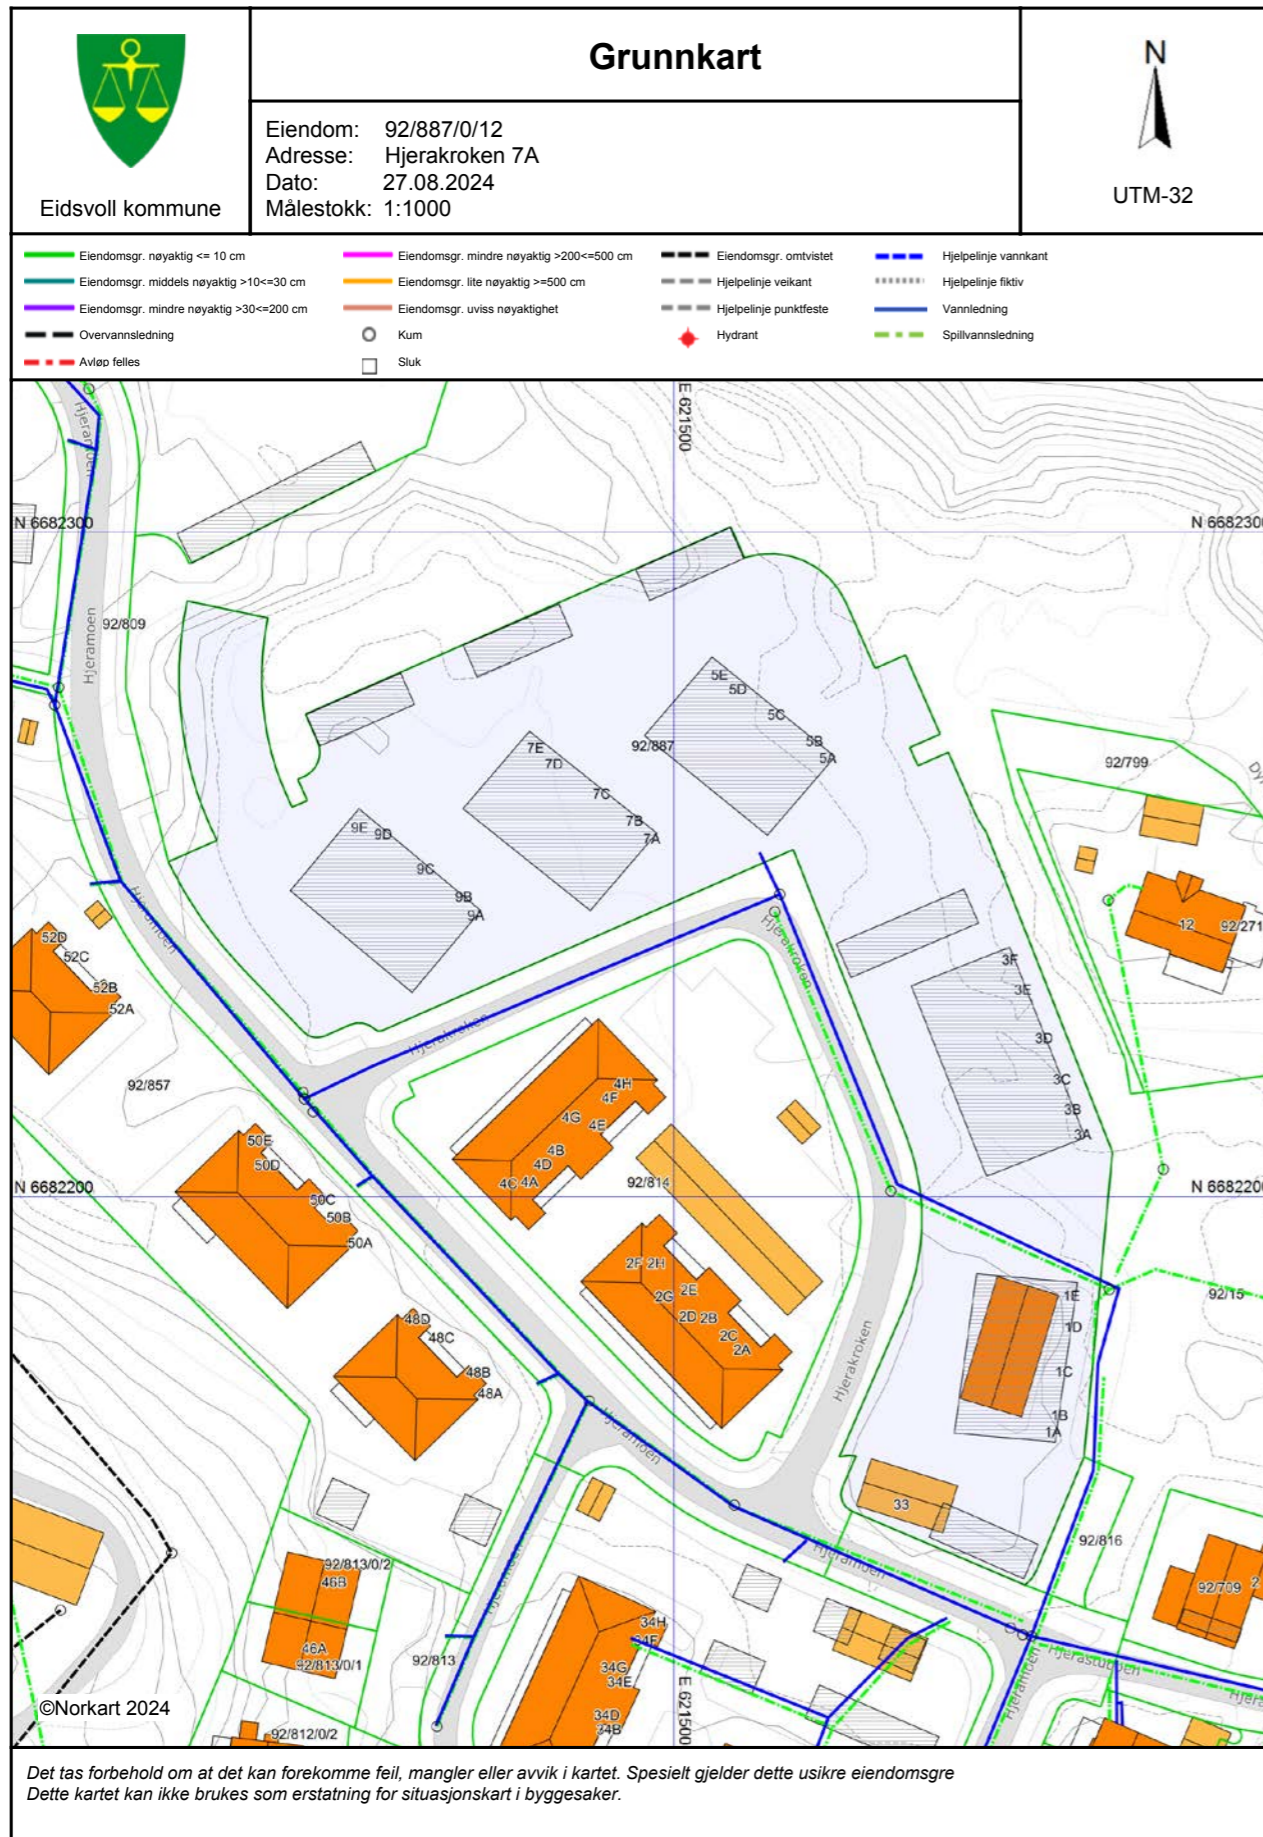 Grunnkart
Eidsvoll kommune
Eiendom: 92/887/0/12
Adresse: Hjerakroken 7A
Dato: 27.08.2024
Målestokk: 1:1000
N
UTM-32
Eiendomsgr. nøyaktig <= 10 cm
Eiendomsgr. middels nøyaktig >10<=30 cm
Eiendomsgr. mindre nøyaktig >30<=200 cm
Overvannsledning
Avløp felles
Eiendomsgr. mindre nøyaktig >200<=500 cm
Eiendomsgr. lite nøyaktig >=500 cm
Eiendomsgr. uviss nøyaktighet
Kum
Sluk
Eiendomsgr. omtvistet
Hjelpelinje veikant
Hjelpelinje punktfeste
Hydrant
Hjelpelinje vannkant
Hjelpelinje fiktiv
Vannledning
Spillvannsledning
Hjeramoen
E 621500
N 6682300
N 6682300
92/809
Hjeramoen
5E
5D
5C
5B
5A
92/887
7E
7D
7C
7B
7A
9E
9D
9C
9B
9A
92/799
12
92/271
Hjeramoen
52D
52C
52B
52A
Hjerakroken
Hjerakroken
3F
3E
3D
3C
3B
3A
92/857
4H
4F
4G
4E
4B
4D
4C
4A
50E
50D
50C
50B
50A
N 6682200
N 6682200
92/814
2F
2H
2E
2G
2D
2B
2C
2A
1E
1D
1C
1B
1A
92/15
48D
48C
48B
48A
Hjerakroken
Hjeramoen
33
Hjeramoen
92/816
92/813/0/2
46B
46A
92/813/0/1
Hjeramoen
92/813
34H
34F
34G
34E
34D
34B
92/709
2
Hjerastubben
Hjeramoen
E 621500
92/812/0/2
©Norkart 2024
Det tas forbehold om at det kan forekomme feil, mangler eller avvik i kartet. Spesielt gjelder dette usikre eiendomsgre
Dette kartet kan ikke brukes som erstatning for situasjonskart i byggesaker.